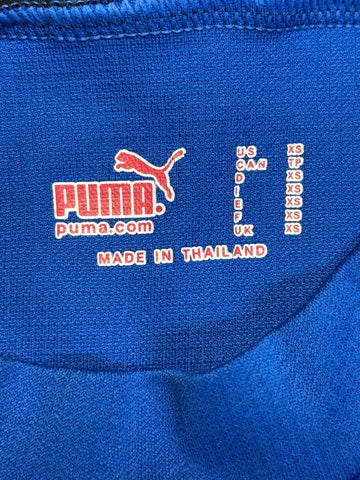 PUMA.
puma.com
US XS
CAN TP
D XS
I XS
E XS
F XS
UK XS
MADE IN THAILAND